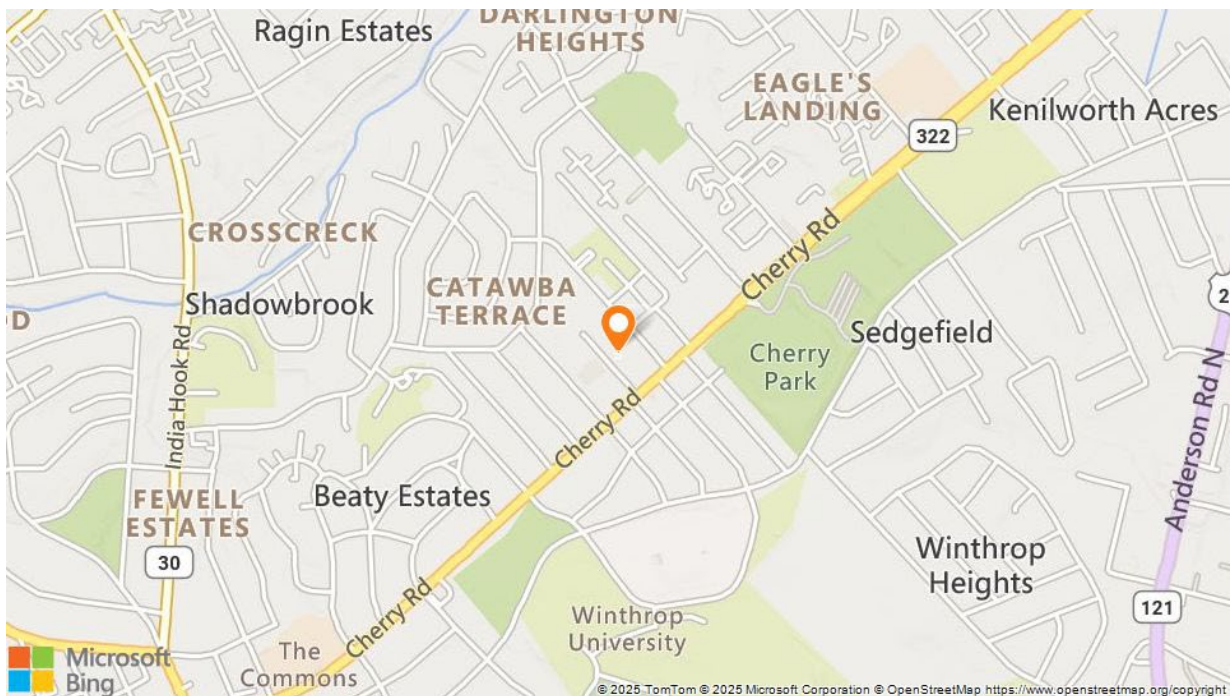 DARLINGTON
HEIGHTS
Ragin Estates
EAGLE'S
LANDING
Kenilworth Acres
322
CROSSCRECK
Cherry Rd
CATAWBA
TERRACE
Shadowbrook
OD
2
Sedgefield
Cherry
Park
India Hook Rd
Cherry Rd
Anderson Rd N
Beaty Estates
FEWELL
ESTATES
30
Winthrop
Heights
Cherry Rd
Winthrop
University
121
The
Commons
Microsoft
Bing
© 2025 TomTom © 2025 Microsoft Corporation © OpenStreetMap https://www.openstreetmap.org/copyright